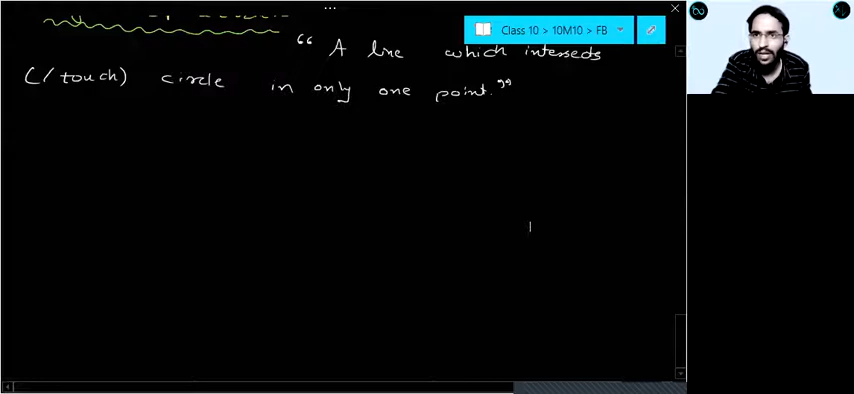 Class 10 > 10M10 > FB
“ A line which intersects
(/ touch) circle in only one point.”